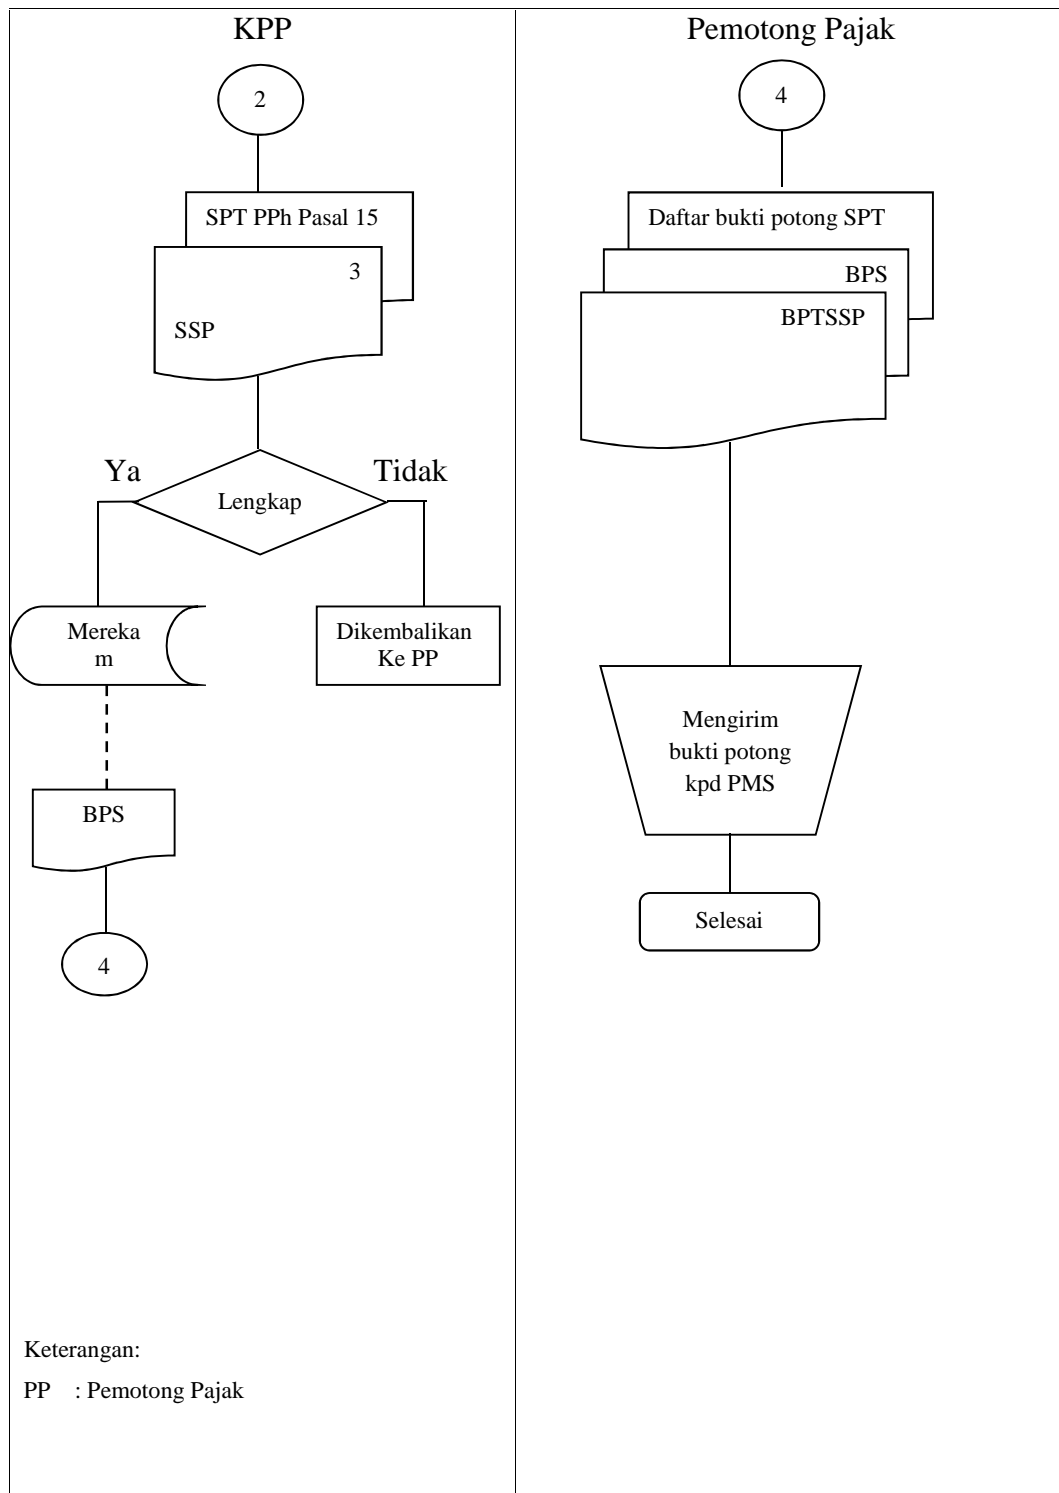 KPP
2
SPT PPh Pasal 15
3
SSP
Ya
Tidak
Lengkap
Mereka
m
Dikembalikan
Ke PP
BPS
4
Keterangan:
PP : Pemotong Pajak
Pemotong Pajak
4
Daftar bukti potong SPT
BPS
BPTSSP
Mengirim
bukti potong
kpd PMS
Selesai